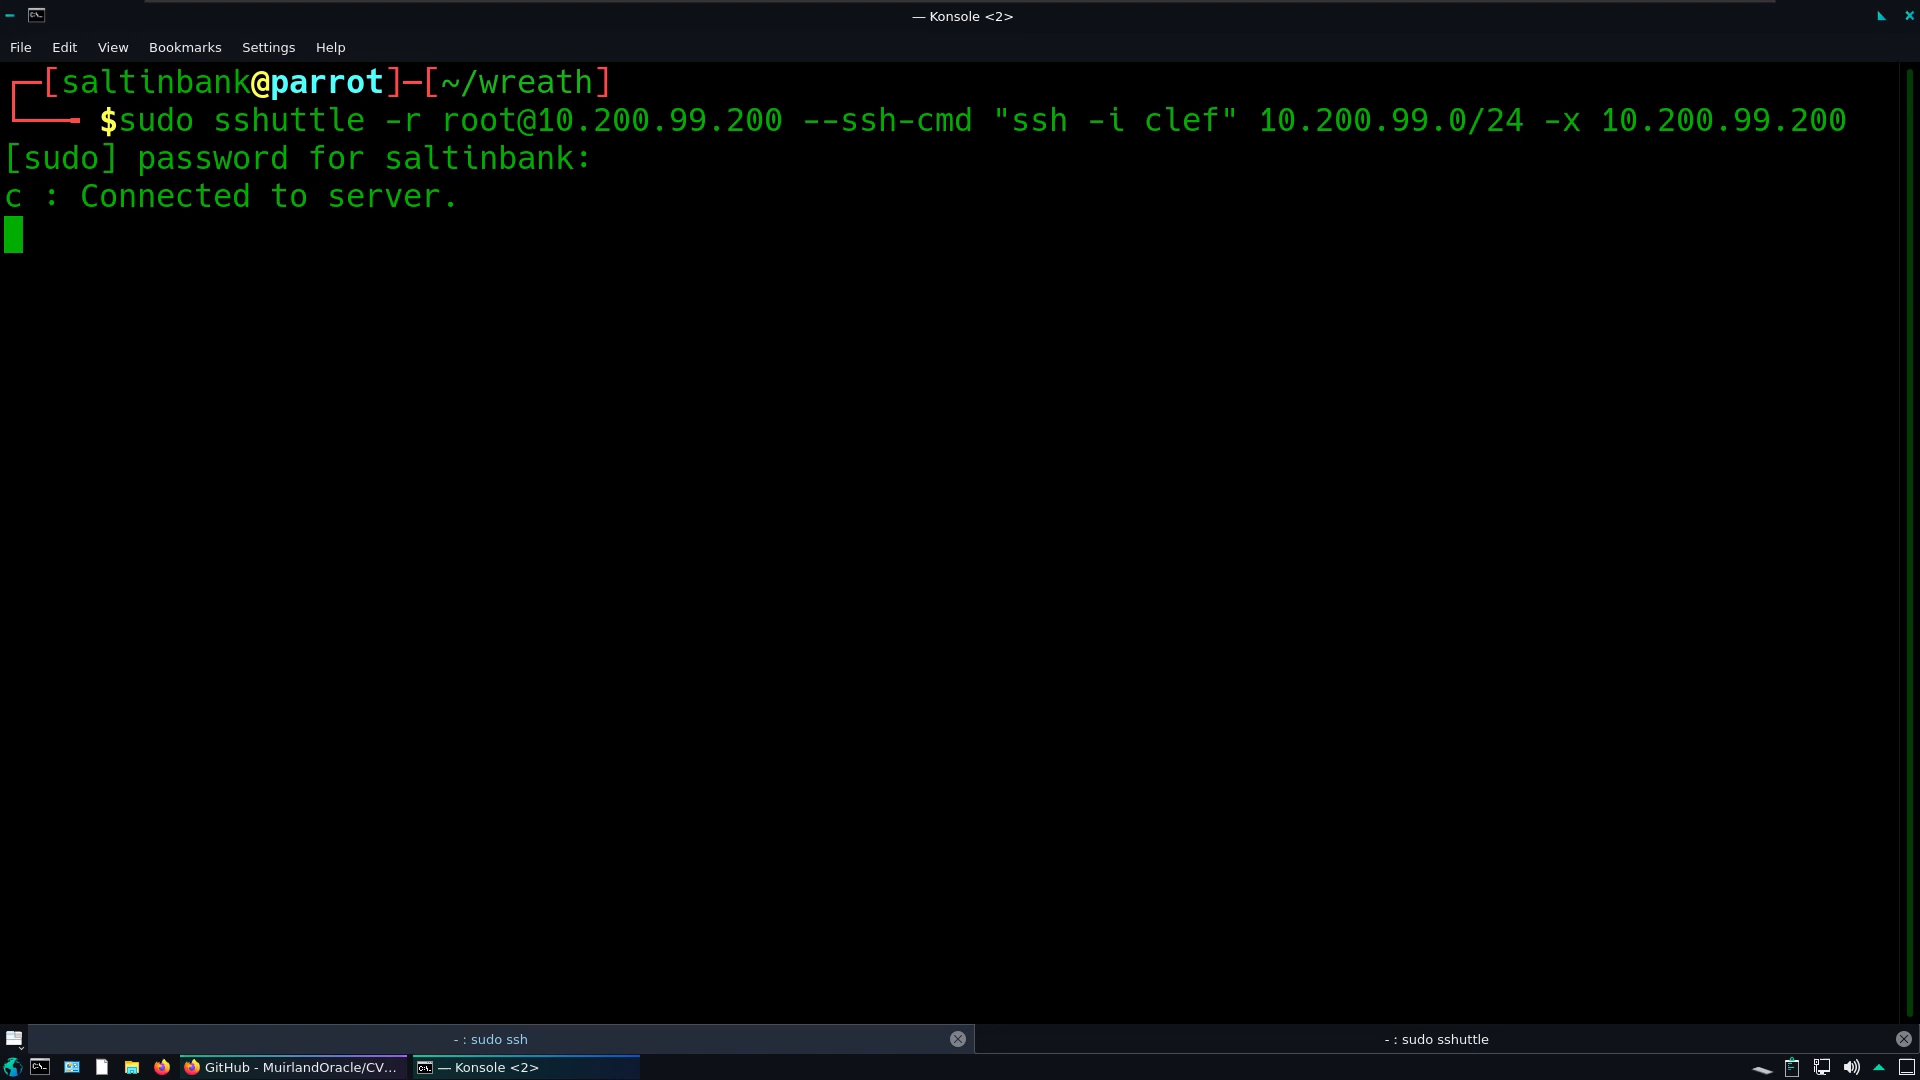 — Konsole <2>
File Edit View Bookmarks Settings Help
┌─[saltinbank@parrot]─[~/wreath]
└──╼ $sudo sshuttle -r root@10.200.99.200 --ssh-cmd "ssh -i clef" 10.200.99.0/24 -x 10.200.99.200
[sudo] password for saltinbank:
c : Connected to server.
- : sudo ssh
- : sudo sshuttle
GitHub - MuirlandOracle/CV...
— Konsole <2>